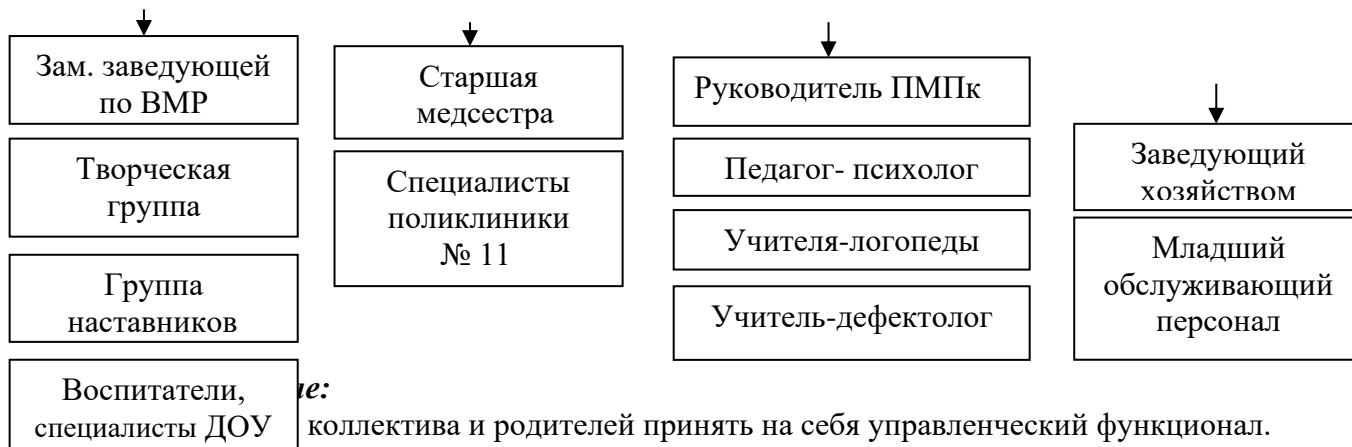 Зам. заведующей
по ВМР
Творческая
группа
Группа
наставников
Воспитатели,
специалисты ДОУ
Старшая
медсестра
Специалисты
поликлиники
№ 11
Руководитель ПМПк
Педагог- психолог
Учителя-логопеды
Учитель-дефектолог
Заведующий
хозяйством
Младший
обслуживающий
персонал
коллектива и родителей принять на себя управленческий функционал.